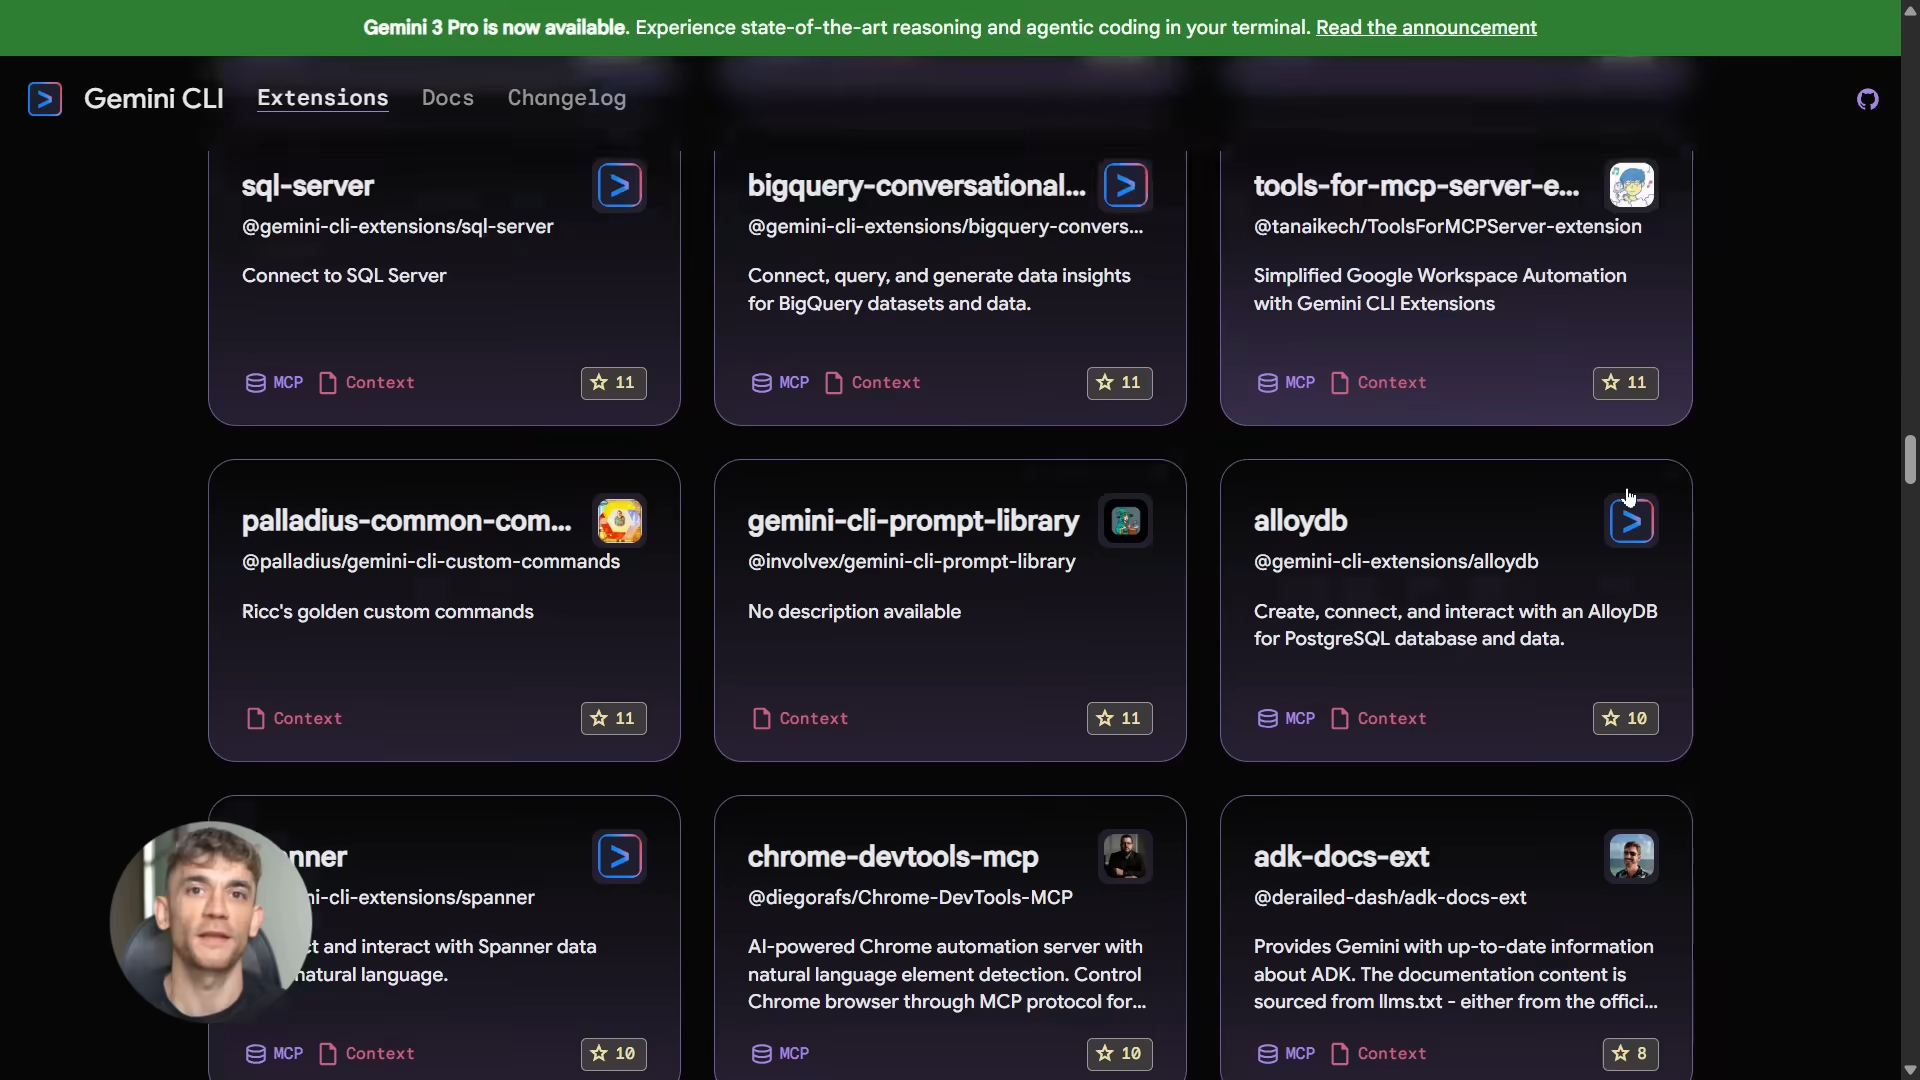 Gemini 3 Pro is now available. Experience state-of-the-art reasoning and agentic coding in your terminal. Read the announcement
Gemini CLI Extensions Docs Changelog
sql-server
@gemini-cli-extensions/sql-server
Connect to SQL Server
MCP Context 11
bigquery-conversational...
@gemini-cli-extensions/bigquery-convers...
Connect, query, and generate data insights
for BigQuery datasets and data.
MCP Context 11
tools-for-mcp-server-e...
@tanaikech/ToolsForMCPServer-extension
Simplified Google Workspace Automation
with Gemini CLI Extensions
MCP Context 11
palladius-common-com...
@palladius/gemini-cli-custom-commands
Ricc's golden custom commands
Context 11
gemini-cli-prompt-library
@involvex/gemini-cli-prompt-library
No description available
Context 11
alloydb
@gemini-cli-extensions/alloydb
Create, connect, and interact with an AlloyDB
for PostgreSQL database and data.
MCP Context 10
nner
ni-cli-extensions/spanner
ct and interact with Spanner data
natural language.
MCP Context 10
chrome-devtools-mcp
@diegorafs/Chrome-DevTools-MCP
AI-powered Chrome automation server with
natural language element detection. Control
Chrome browser through MCP protocol for...
MCP 10
adk-docs-ext
@derailed-dash/adk-docs-ext
Provides Gemini with up-to-date information
about ADK. The documentation content is
sourced from llms.txt - either from the offici...
MCP Context 8